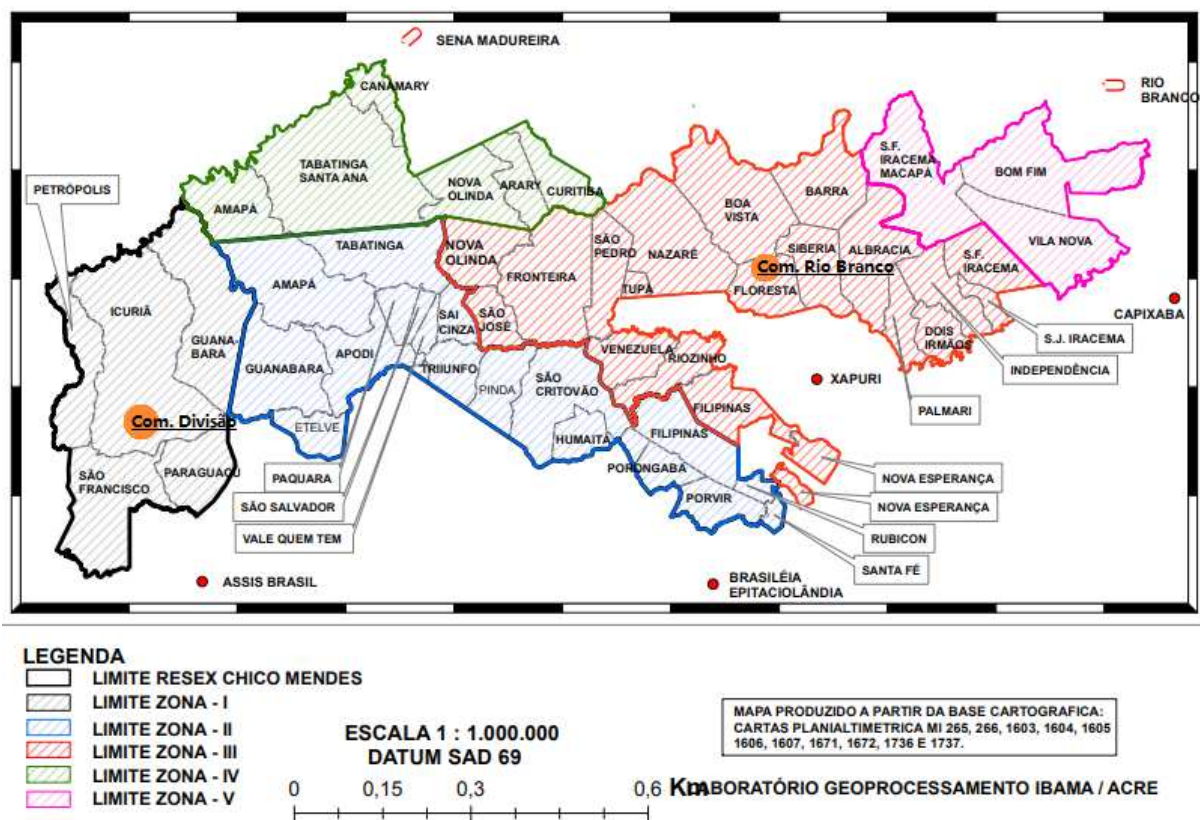 SENA MADUREIRA
RIO
BRANCO
CANAMARY
TABATINGA
SANTA ANA
S.F.
IRACEMA
MACAPÁ
BOM FIM
PETRÓPOLIS
AMAPÁ
NOVA
OLINDA
ARARY
CURITIBA
BOA
VISTA
BARRA
VILA NOVA
TABATINGA
NOVA
OLINDA
FRONTEIRA
SÃO
PEDRO
NAZARÉ
SIBERIA
ALBRACIA
S.F.
IRACEMA
Com. Rio Branco
FLORESTA
TUPÁ
AMAPÁ
ICURIÃ
GUANA-
BARA
SAI
CINZA
SÃO
JOSÉ
CAPIXABA
DOIS
IRMÃOS
S.J. IRACEMA
INDEPENDÊNCIA
GUANABARA
APODI
TRIIUNFO
PINDA
SÃO
CRITOVÃO
VENEZUELA
RIOZINHO
XAPURI
PALMARI
Com. Divisão
ETELVE
HUMAITÁ
FILIPINAS
FILIPINAS
SÃO
FRANCISCO
PARAGUAÇU
PAQUARA
SÃO SALVADOR
VALE QUEM TEM
PORONGABA
PORVIR
NOVA ESPERANÇA
NOVA ESPERANÇA
RUBICON
SANTA FÉ
ASSIS BRASIL
BRASILÉIA
EPITACIOLÂNDIA
LEGENDA
LIMITE RESEX CHICO MENDES
LIMITE ZONA - I
LIMITE ZONA - II
LIMITE ZONA - III
LIMITE ZONA - IV
LIMITE ZONA - V
ESCALA 1 : 1.000.000
DATUM SAD 69
0 0,15 0,3 0,6 Km
MAPA PRODUZIDO A PARTIR DA BASE CARTOGRAFICA:
CARTAS PLANIALTIMETRICA MI 265, 266, 1603, 1604, 1605
1606, 1607, 1671, 1672, 1736 E 1737.
LABORATÓRIO GEOPROCESSAMENTO IBAMA / ACRE